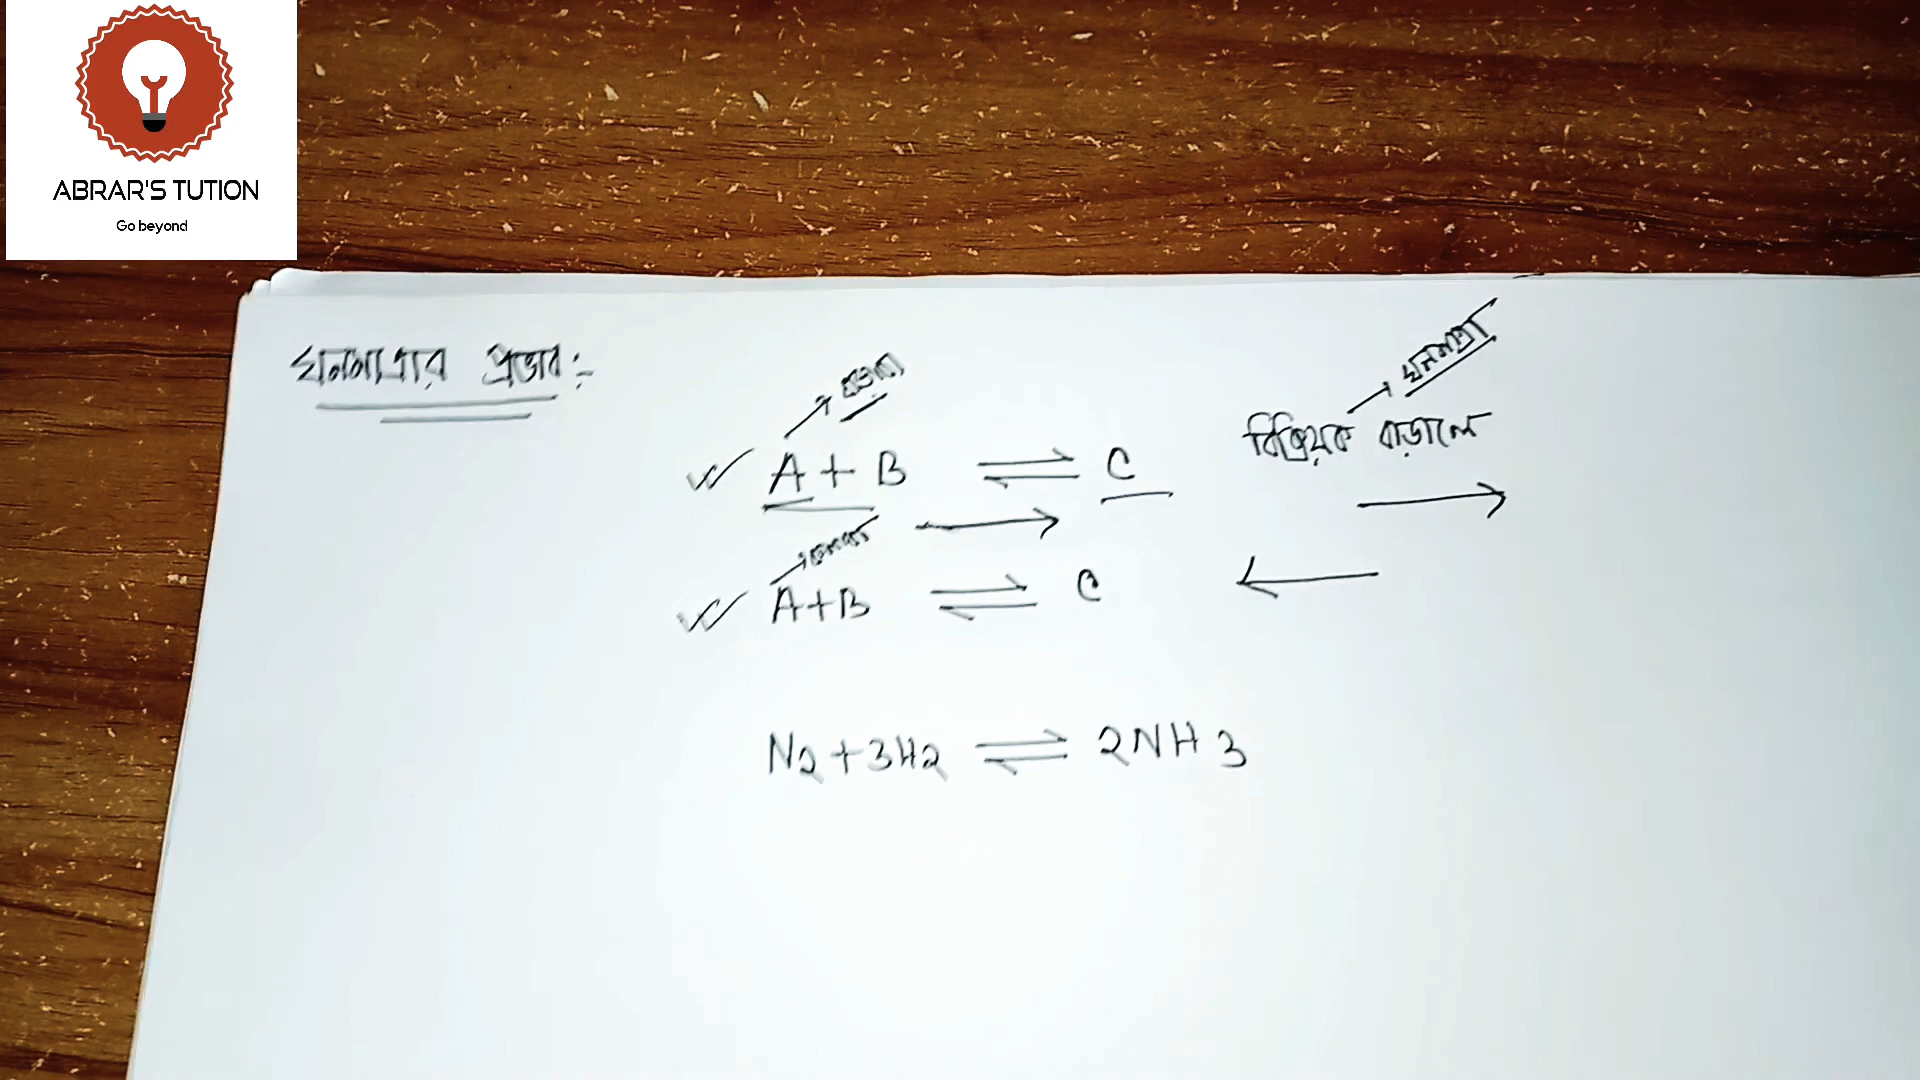 ABRAR'S TUTION
Go beyond
ঘনমাত্রার প্রভাব:-
ঘনমাত্রা
বিক্রিয়ক বাড়ালে
A + B ⇌ C
A+B ⇌ C
N2+3H2 ⇌ 2NH3